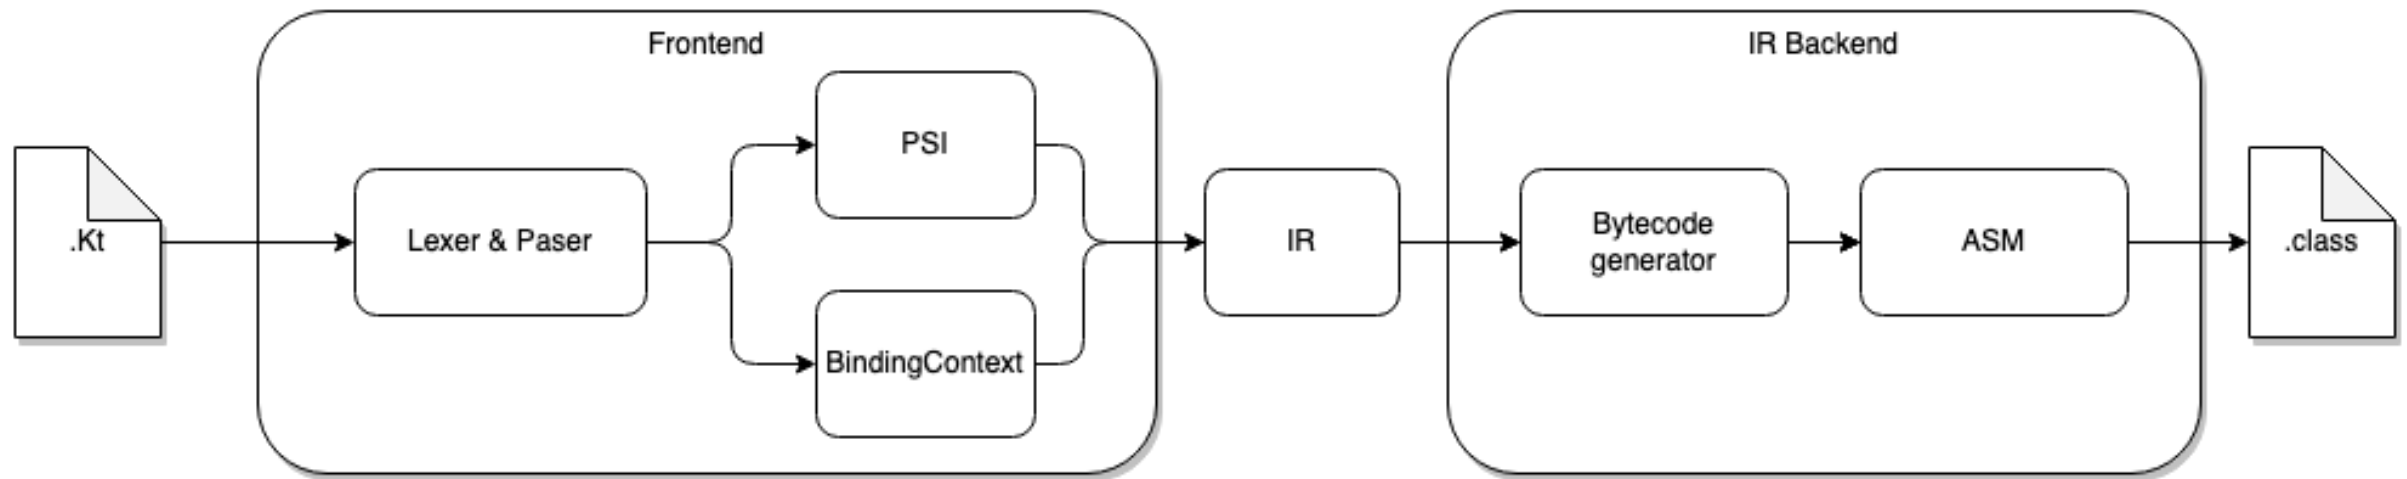 Frontend
IR Backend
.Kt
Lexer & Paser
PSI
BindingContext
IR
Bytecode
generator
ASM
.class